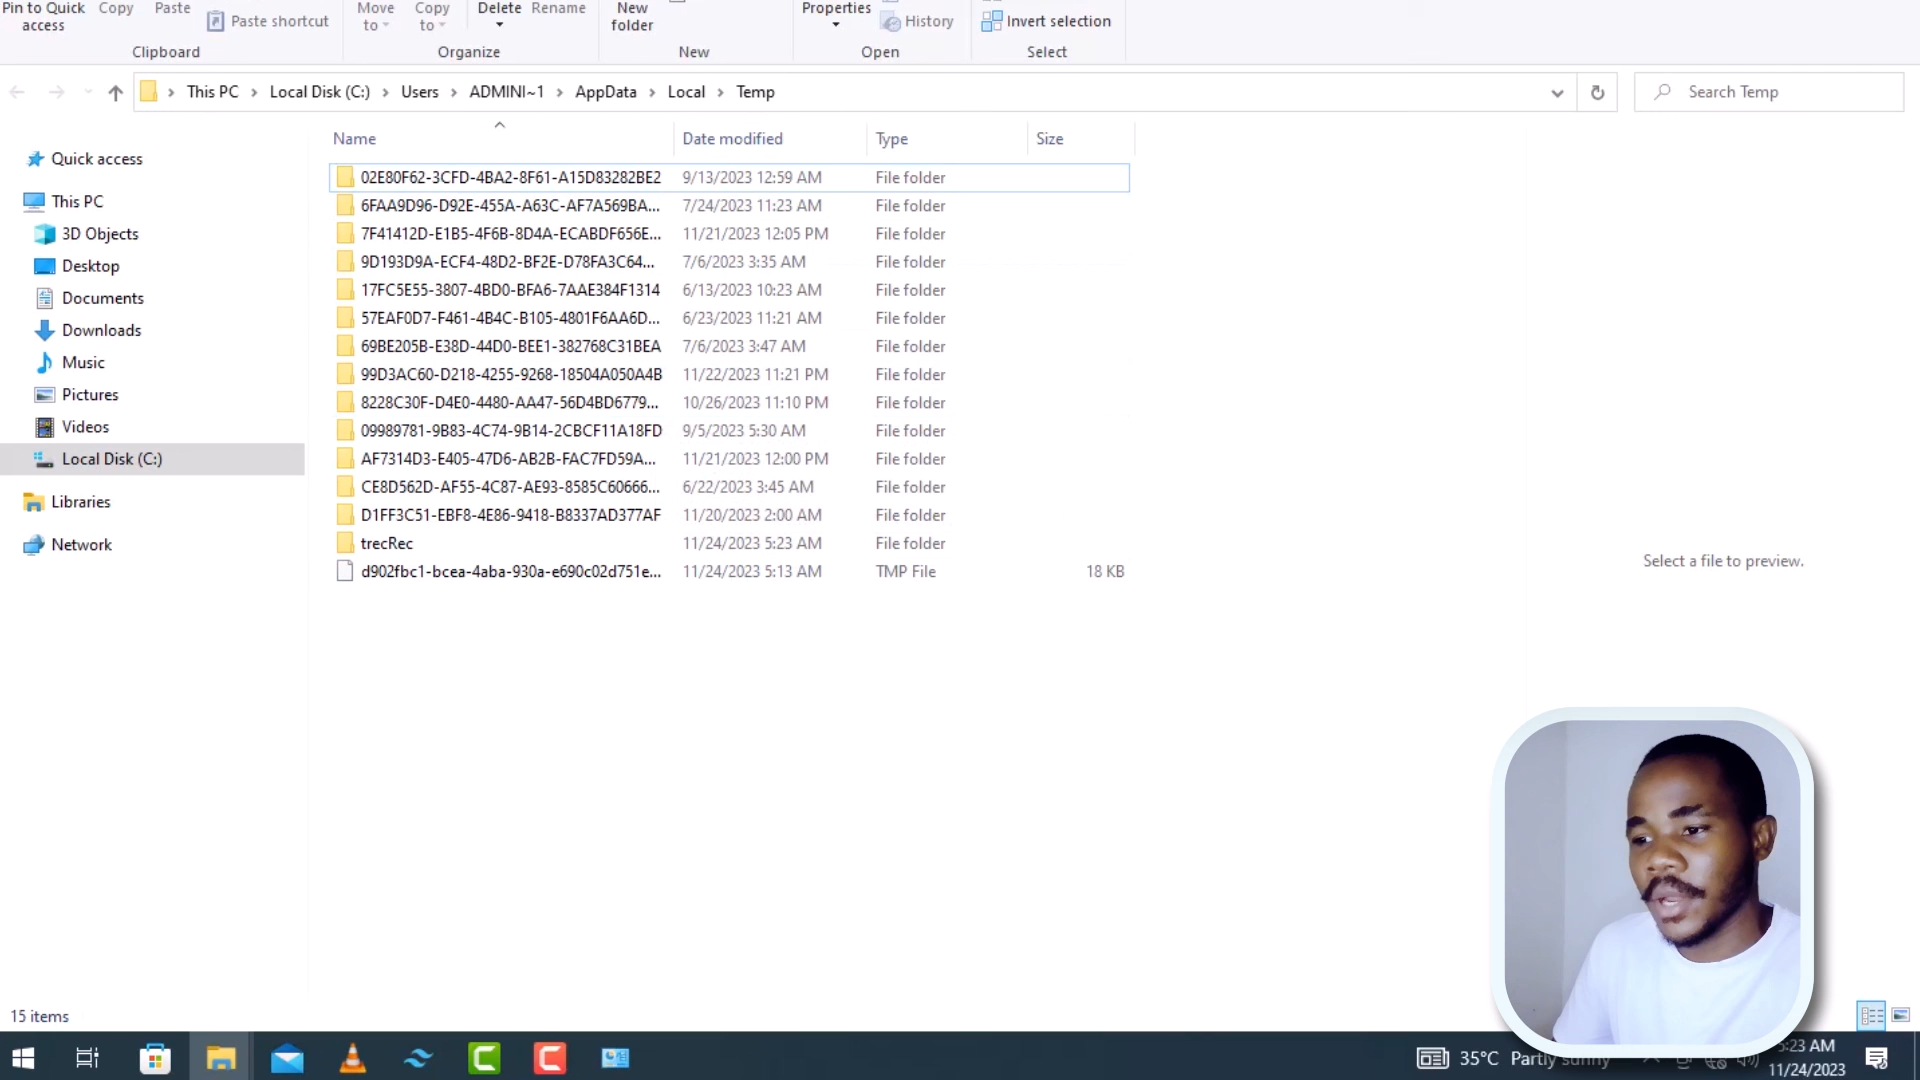 Pin to Quick access
Copy
Paste
Paste shortcut
Clipboard
Move to
Copy to
Delete
Rename
Organize
New folder
New
Properties
History
Open
Invert selection
Select
This PC > Local Disk (C:) > Users > ADMINI~1 > AppData > Local > Temp
Search Temp
Quick access
This PC
3D Objects
Desktop
Documents
Downloads
Music
Pictures
Videos
Local Disk (C:)
Libraries
Network
Name Date modified Type Size
02E80F62-3CFD-4BA2-8F61-A15D83282BE2 9/13/2023 12:59 AM File folder
6FAA9D96-D92E-455A-A63C-AF7A569BA... 7/24/2023 11:23 AM File folder
7F41412D-E1B5-4F6B-8D4A-ECABDF656E... 11/21/2023 12:05 PM File folder
9D193D9A-ECF4-48D2-BF2E-D78FA3C64... 7/6/2023 3:35 AM File folder
17FC5E55-3807-4BD0-BFA6-7AAE384F1314 6/13/2023 10:23 AM File folder
57EAF0D7-F461-4B4C-B105-4801F6AA6D... 6/23/2023 11:21 AM File folder
69BE205B-E38D-44D0-BEE1-382768C31BEA 7/6/2023 3:47 AM File folder
99D3AC60-D218-4255-9268-18504A050A4B 11/22/2023 11:21 PM File folder
8228C30F-D4E0-4480-AA47-56D4BD6779... 10/26/2023 11:10 PM File folder
09989781-9B83-4C74-9B14-2CBCF11A18FD 9/5/2023 5:30 AM File folder
AF7314D3-E405-47D6-AB2B-FAC7FD59A... 11/21/2023 12:00 PM File folder
CE8D562D-AF55-4C87-AE93-8585C60666... 6/22/2023 3:45 AM File folder
D1FF3C51-EBF8-4E86-9418-B8337AD377AF 11/20/2023 2:00 AM File folder
trecRec 11/24/2023 5:23 AM File folder
d902fbc1-bcea-4aba-930a-e690c02d751e... 11/24/2023 5:13 AM TMP File 18 KB
Select a file to preview.
15 items
35°C Partly sunny
:23 AM
11/24/2023